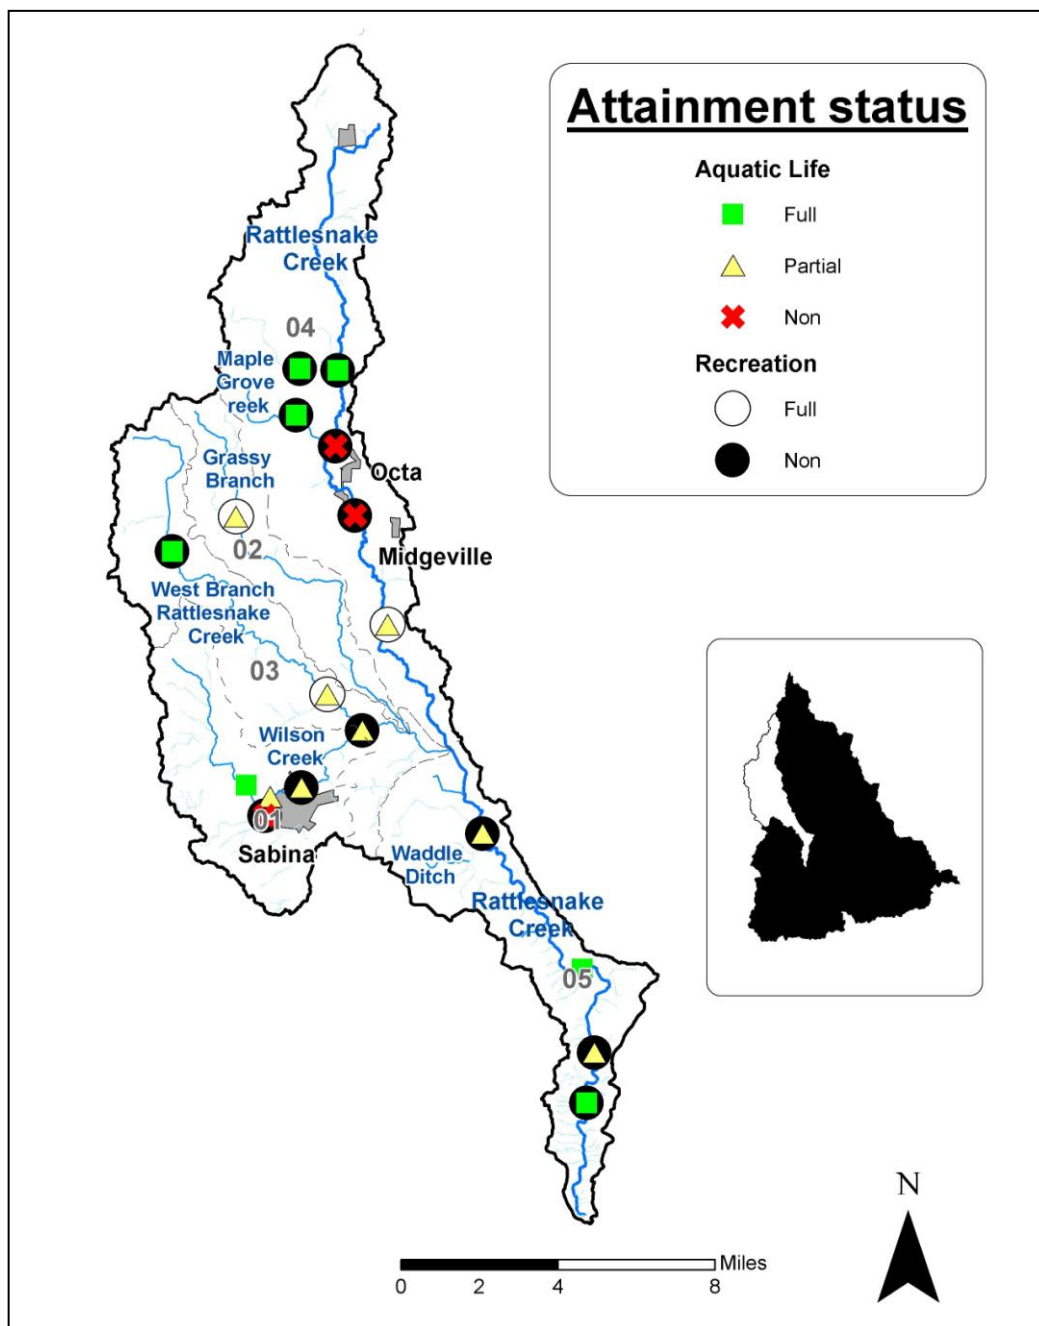 Attainment status
Aquatic Life
Full
Partial
Non
Recreation
Full
Non
Rattlesnake
Creek
04
Maple
Grove
reek
Grassy
Branch
Octa
02
Midgeville
West Branch
Rattlesnake
Creek
03
Wilson
Creek
01
Sabina
Waddle
Ditch
Rattlesnake
Creek
05
N
Miles
0 2 4 8